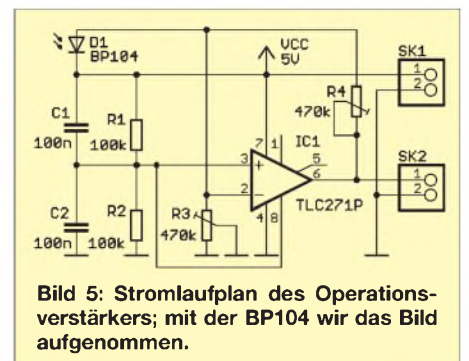 D1
BP104
VCC
5V
SK1
1
2
C1
100n
R1
100k
R4
470k
7
1
IC1
5
3
+
6
2
-
4
8
TLC271P
SK2
1
2
C2
100n
R2
100k
R3
470k
Bild 5: Stromlaufplan des Operations-
verstärkers; mit der BP104 wir das Bild
aufgenommen.